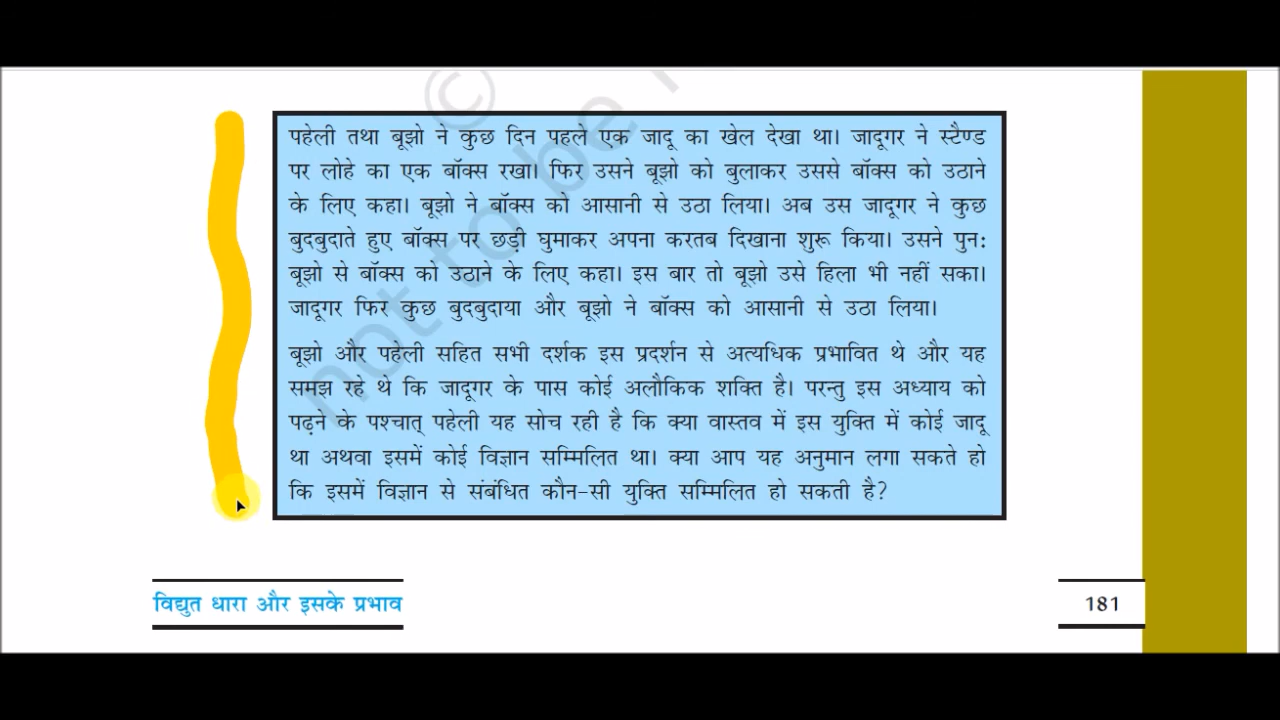 पहेली तथा बूझो ने कुछ दिन पहले एक जादू का खेल देखा था। जादूगर ने स्टैण्ड
पर लोहे का एक बॉक्स रखा। फिर उसने बूझो को बुलाकर उससे बॉक्स को उठाने
के लिए कहा। बूझो ने बॉक्स को आसानी से उठा लिया। अब उस जादूगर ने कुछ
बुदबुदाते हुए बॉक्स पर छड़ी घुमाकर अपना करतब दिखाना शुरू किया। उसने पुन:
बूझो से बॉक्स को उठाने के लिए कहा। इस बार तो बूझो उसे हिला भी नहीं सका।
जादूगर फिर कुछ बुदबुदाया और बूझो ने बॉक्स को आसानी से उठा लिया।
बूझो और पहेली सहित सभी दर्शक इस प्रदर्शन से अत्यधिक प्रभावित थे और यह
समझ रहे थे कि जादूगर के पास कोई अलौकिक शक्ति है। परन्तु इस अध्याय को
पढ़ने के पश्चात् पहेली यह सोच रही है कि क्या वास्तव में इस युक्ति में कोई जादू
था अथवा इसमें कोई विज्ञान सम्मिलित था। क्या आप यह अनुमान लगा सकते हो
कि इसमें विज्ञान से संबंधित कौन-सी युक्ति सम्मिलित हो सकती है?
विद्युत धारा और इसके प्रभाव
181
©
not to be